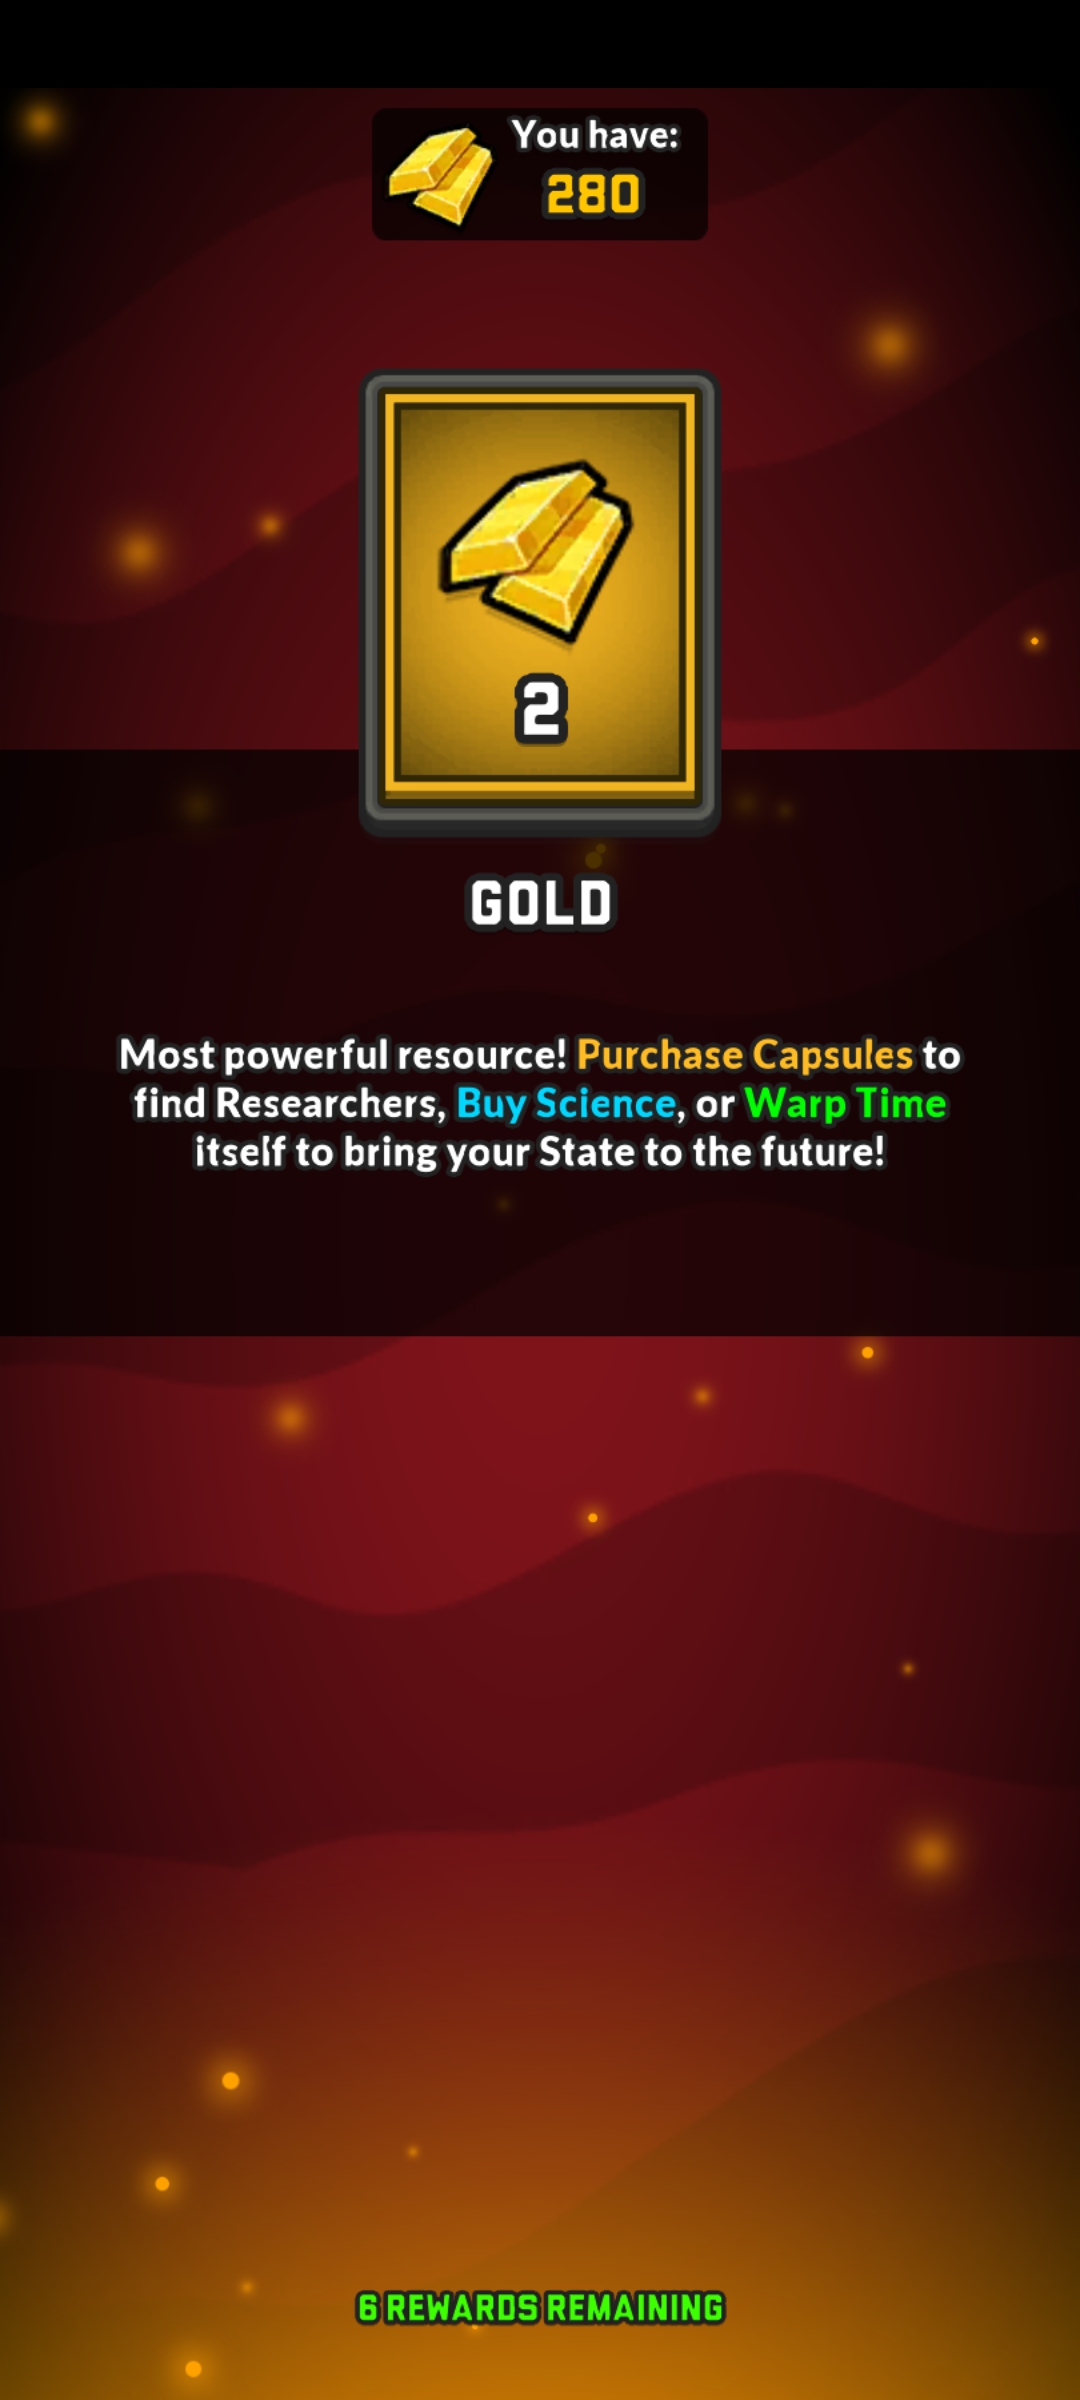 You have:
280
2
GOLD
Most powerful resource! Purchase Capsules to
find Researchers, Buy Science, or Warp Time
itself to bring your State to the future!
6 REWARDS REMAINING